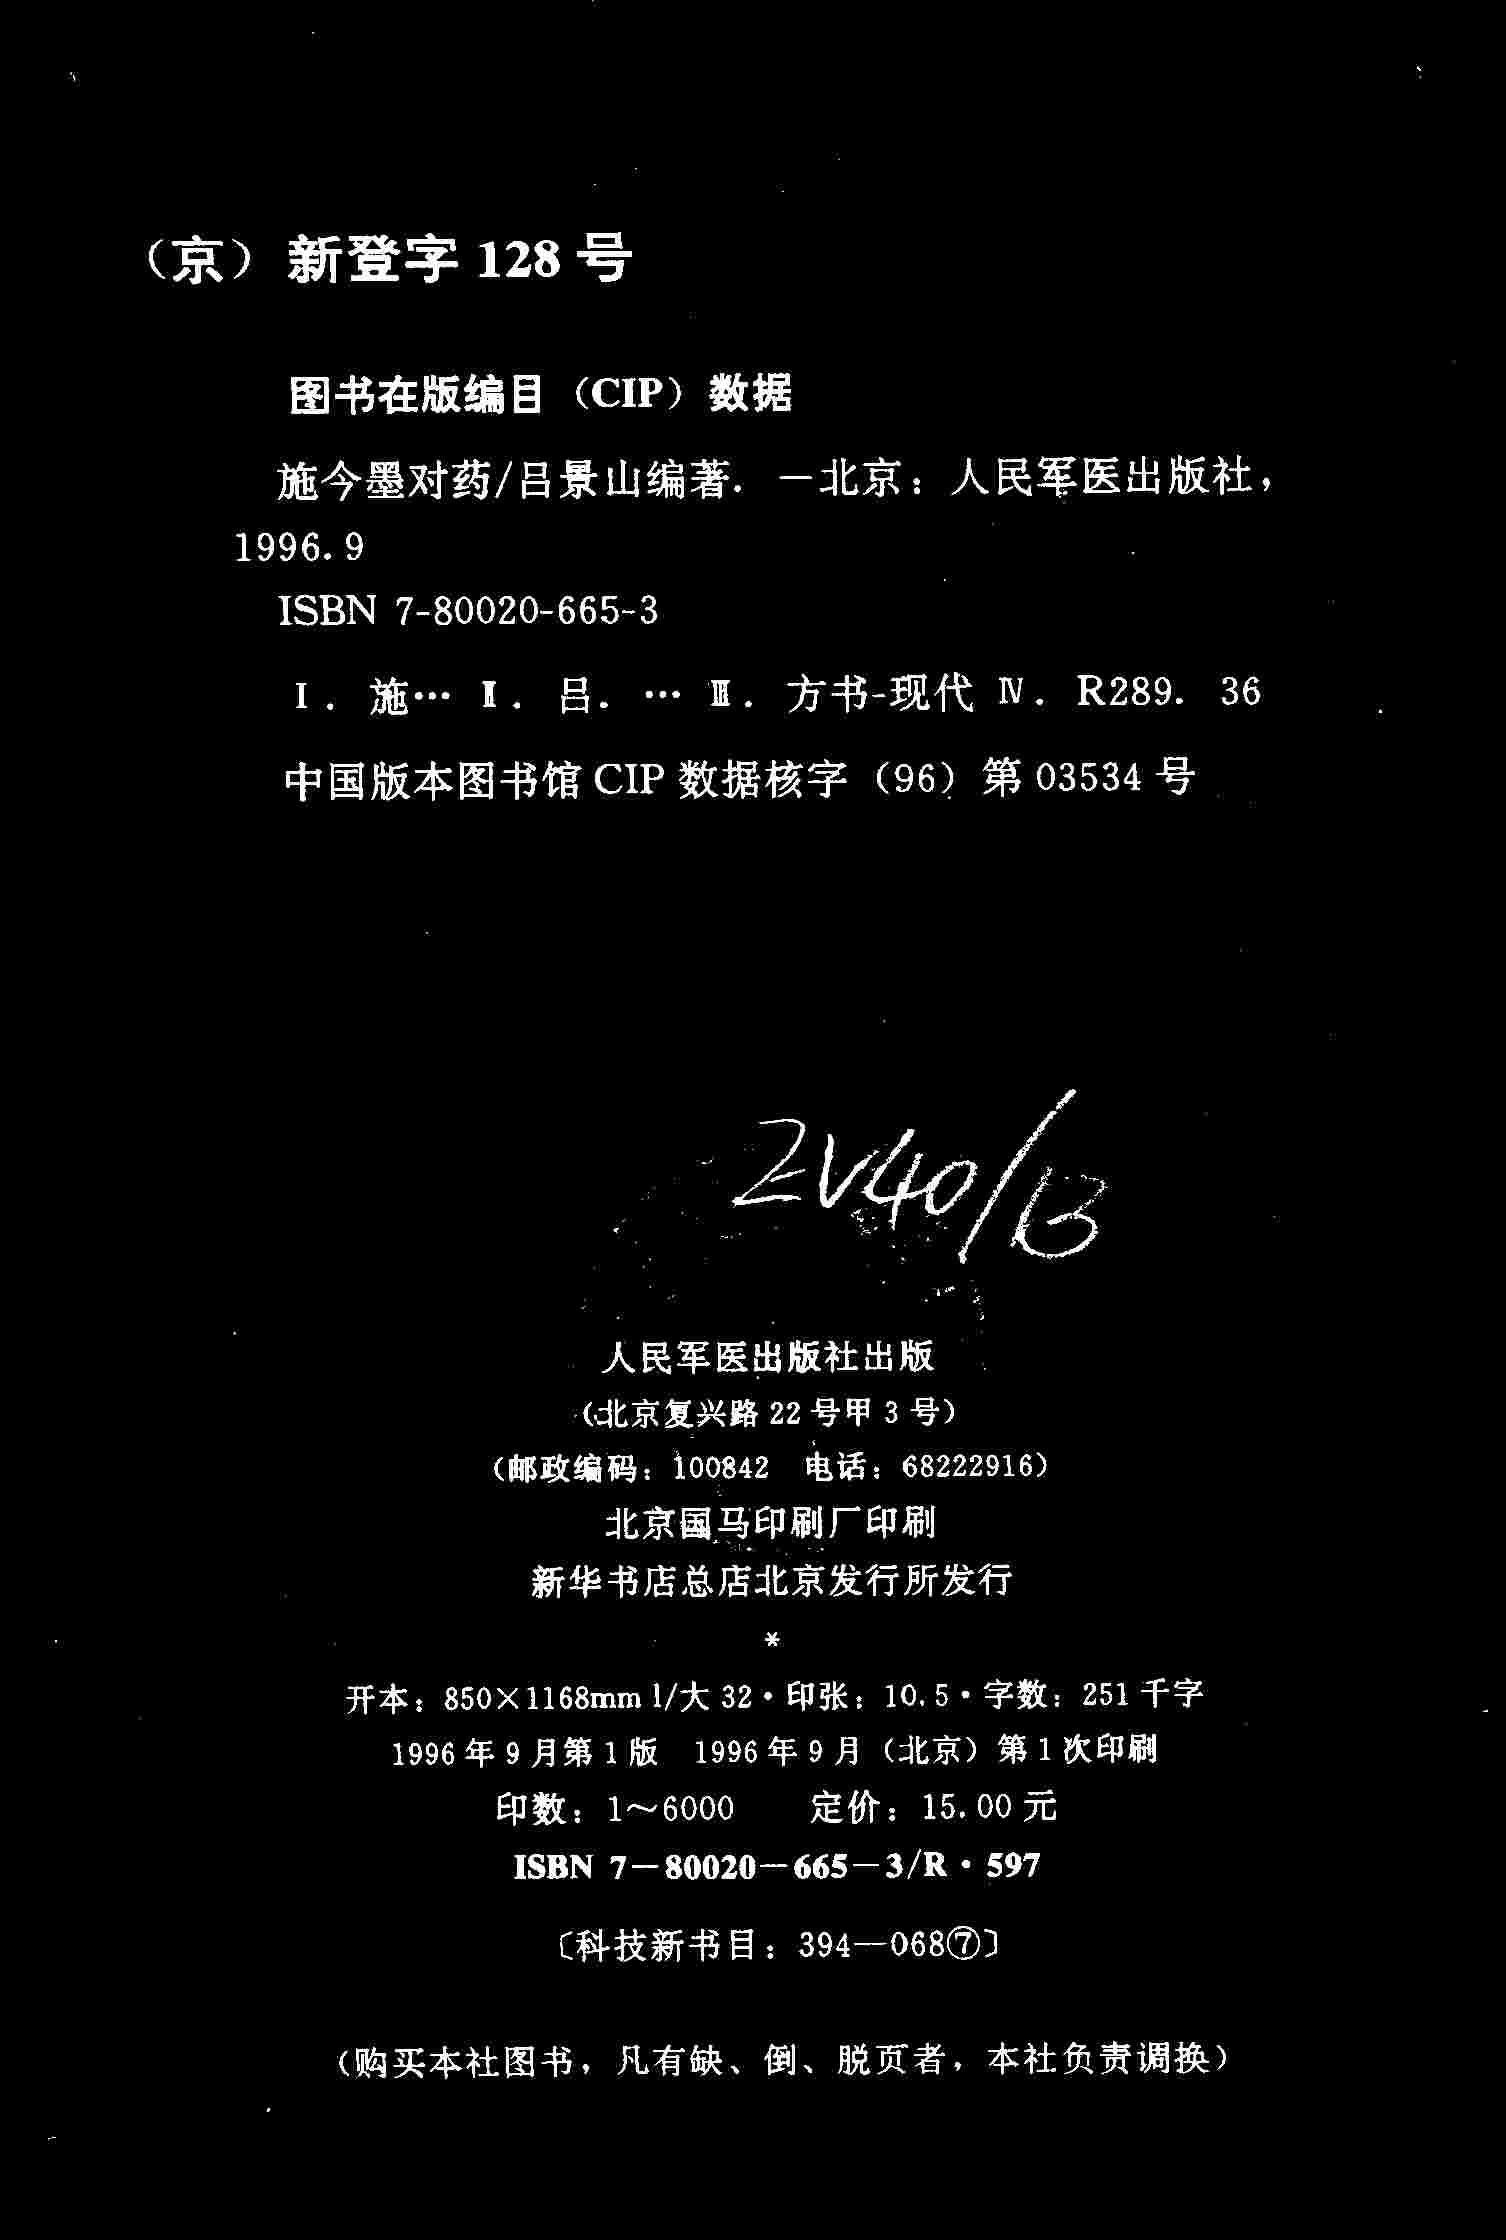 （京）新登字 128 号
图书在版编目（CIP）数据
施今墨对药/吕景山编著. —北京：人民军医出版社，
1996. 9
ISBN 7-80020-665-3
Ⅰ. 施… Ⅱ. 吕. … Ⅲ. 方书-现代 Ⅳ. R289. 36
中国版本图书馆 CIP 数据核字（96）第 03534 号
ZV40/13
人民军医出版社出版
（北京复兴路 22 号甲 3 号）
（邮政编码：100842 电话：68222916）
北京国马印刷厂印刷
新华书店总店北京发行所发行
*
开本：850×1168mm 1/大 32·印张：10.5·字数：251 千字
1996 年 9 月第 1 版 1996 年 9 月（北京）第 1 次印刷
印数：1～6000 定价：15.00 元
ISBN 7－80020－665－3/R·597
〔科技新书目：394—068⑦〕
（购买本社图书，凡有缺、倒、脱页者，本社负责调换）